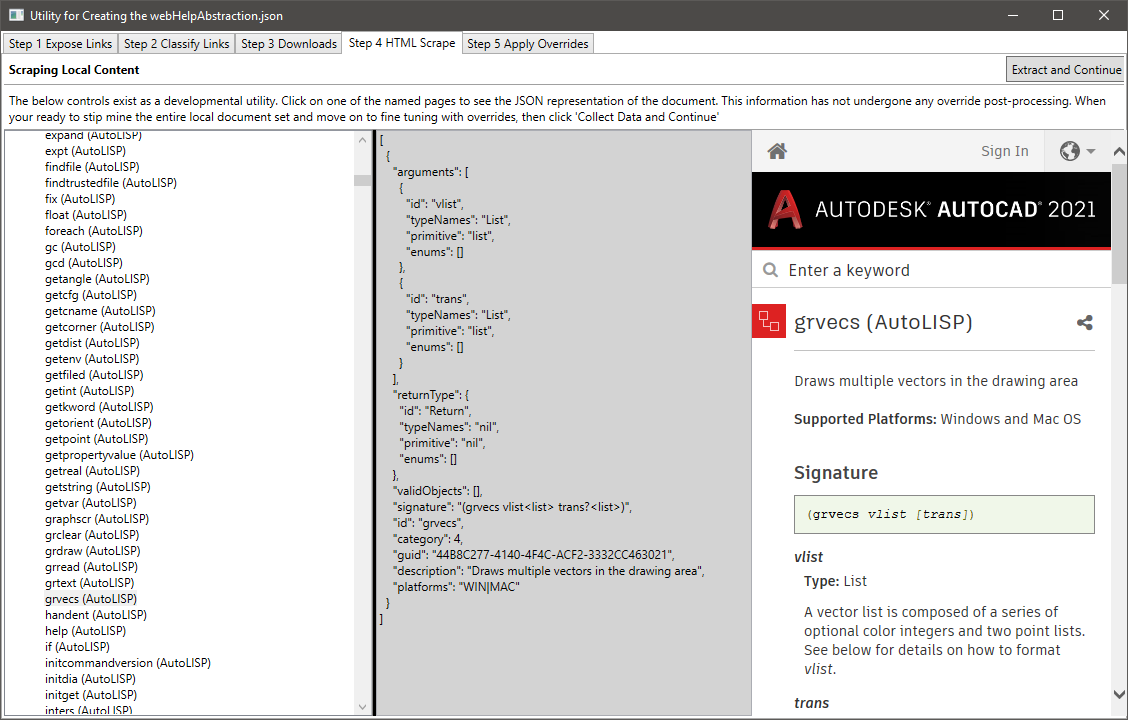 Utility for Creating the webHelpAbstraction.json
Step 1 Expose Links
Step 2 Classify Links
Step 3 Downloads
Step 4 HTML Scrape
Step 5 Apply Overrides
Scraping Local Content
Extract and Continue
The below controls exist as a developmental utility. Click on one of the named pages to see the JSON representation of the document. This information has not undergone any override post-processing. When
your ready to stip mine the entire local document set and move on to fine tuning with overrides, then click 'Collect Data and Continue'
expand (AutoLISP)
expt (AutoLISP)
findfile (AutoLISP)
findtrustedfile (AutoLISP)
fix (AutoLISP)
float (AutoLISP)
foreach (AutoLISP)
gc (AutoLISP)
gcd (AutoLISP)
getangle (AutoLISP)
getcfg (AutoLISP)
getcname (AutoLISP)
getcorner (AutoLISP)
getdist (AutoLISP)
getenv (AutoLISP)
getfiled (AutoLISP)
getint (AutoLISP)
getkword (AutoLISP)
getorient (AutoLISP)
getpoint (AutoLISP)
getpropertyvalue (AutoLISP)
getreal (AutoLISP)
getstring (AutoLISP)
getvar (AutoLISP)
graphscr (AutoLISP)
grclear (AutoLISP)
grdraw (AutoLISP)
grread (AutoLISP)
grtext (AutoLISP)
grvecs (AutoLISP)
handent (AutoLISP)
help (AutoLISP)
if (AutoLISP)
initcommandversion (AutoLISP)
initdia (AutoLISP)
initget (AutoLISP)
inters (AutoLISP)
[
{
"arguments": [
{
"id": "vlist",
"typeNames": "List",
"primitive": "list",
"enums": []
},
{
"id": "trans",
"typeNames": "List",
"primitive": "list",
"enums": []
}
],
"returnType": {
"id": "Return",
"typeNames": "nil",
"primitive": "nil",
"enums": []
},
"validObjects": [],
"signature": "(grvecs vlist<list> trans?<list>)",
"id": "grvecs",
"category": 4,
"guid": "44B8C277-4140-4F4C-ACF2-3332CC463021",
"description": "Draws multiple vectors in the drawing area",
"platforms": "WIN|MAC"
}
]
Sign In
AUTODESK® AUTOCAD® 2021
Enter a keyword
grvecs (AutoLISP)
Draws multiple vectors in the drawing area
Supported Platforms: Windows and Mac OS
Signature
(grvecs vlist [trans])
vlist
Type: List
A vector list is composed of a series of
optional color integers and two point lists.
See below for details on how to format
vlist.
trans